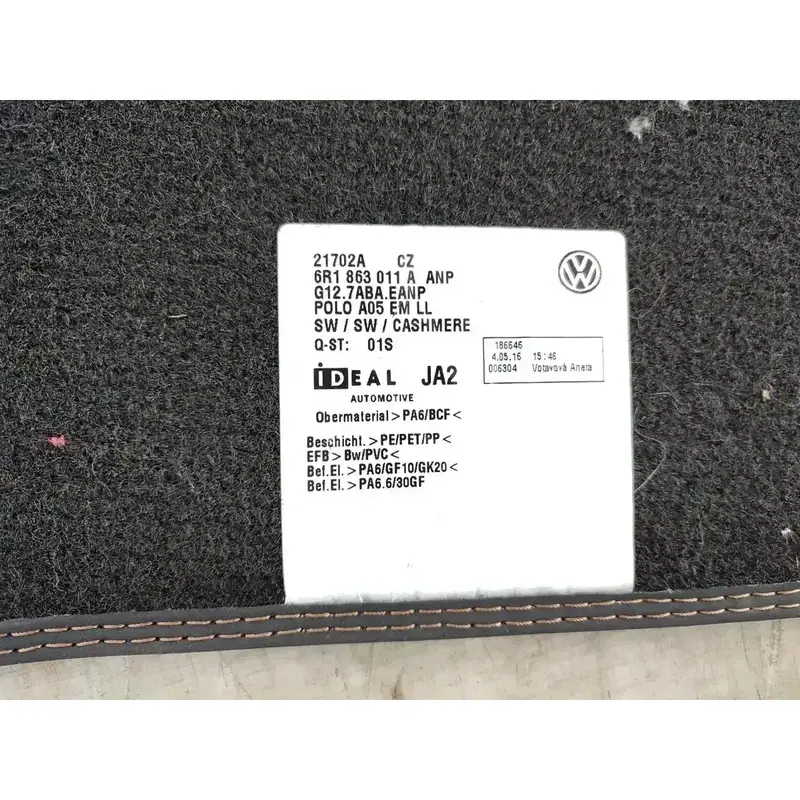 21702A CZ
6R1 863 011 A ANP
G12.7ABA.EANP
POLO A05 EM LL
SW / SW / CASHMERE
Q-ST: 01S
186646
4.05.16 15:46
006304 Votavovà Aneta
iDEAL JA2
AUTOMOTIVE
Obermaterial > PA6/BCF <
Beschicht. > PE/PET/PP <
EFB > Bw/PVC <
Bef.El. > PA6/GF10/GK20 <
Bef.El. > PA6.6/30GF